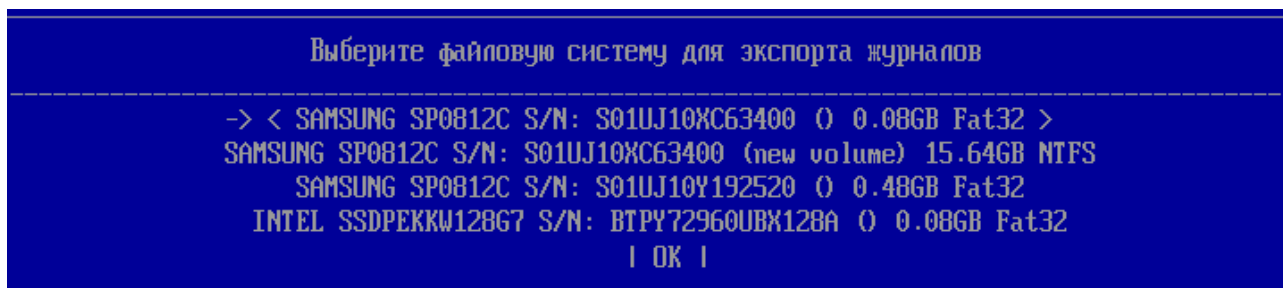 Выберите файловую систему для экспорта журналов
-> < SAMSUNG SP0812C S/N: S01UJ10XC63400 () 0.08GB Fat32 >
SAMSUNG SP0812C S/N: S01UJ10XC63400 (new volume) 15.64GB NTFS
SAMSUNG SP0812C S/N: S01UJ10Y192520 () 0.48GB Fat32
INTEL SSDPEKKW128G7 S/N: BTPY72960UBX128A () 0.08GB Fat32
| OK |